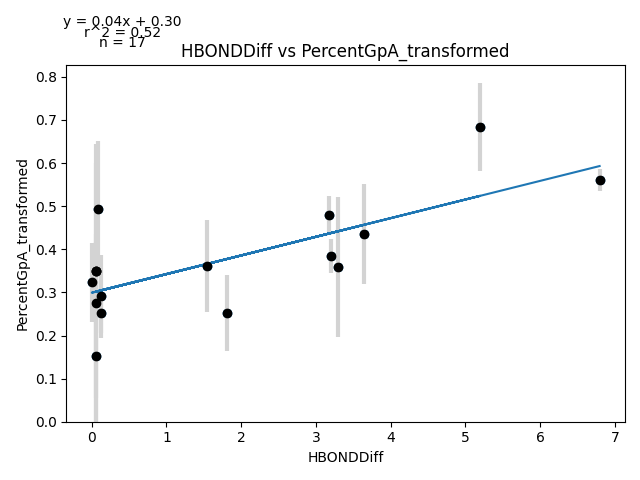 y = 0.04x + 0.30
r^2 = 0.52
n = 17
HBONDDiff vs PercentGpA_transformed
PercentGpA_transformed
0.8
0.7
0.6
0.5
0.4
0.3
0.2
0.1
0.0
0 1 2 3 4 5 6 7
HBONDDiff